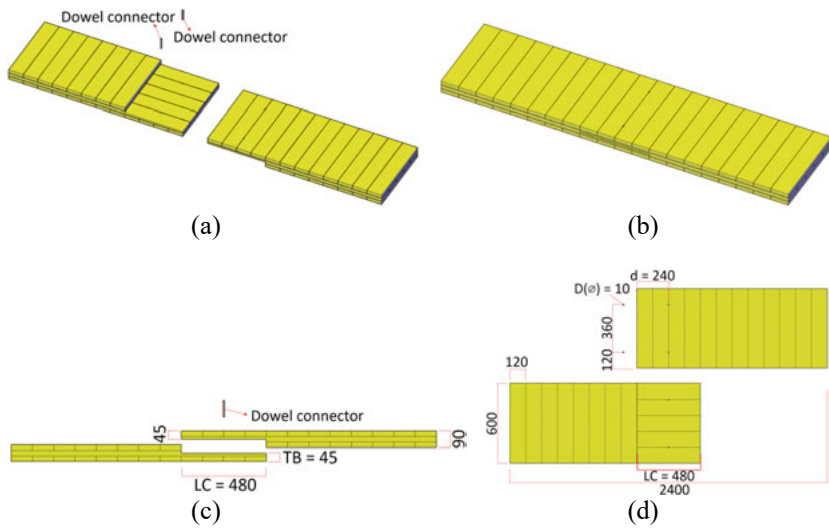 Dowel connector
Dowel connector
(a)
(b)
Dowel connector
45
90
TB = 45
LC = 480
(c)
d = 240
D(⌀) = 10
360
120
120
600
LC = 480
2400
(d)